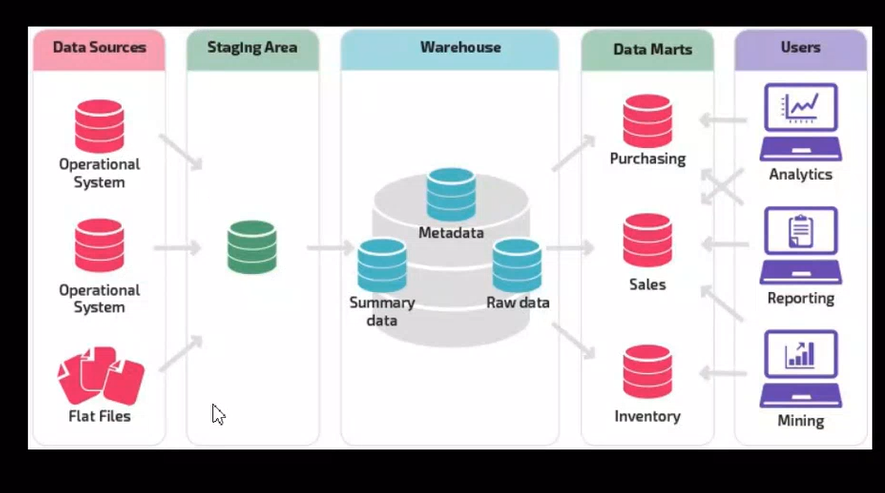 Data Sources
Staging Area
Warehouse
Data Marts
Users
Operational
System
Operational
System
Flat Files
Metadata
Summary
data
Raw data
Purchasing
Sales
Inventory
Analytics
Reporting
Mining